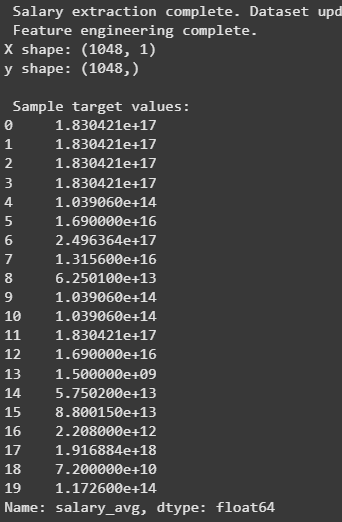 Salary extraction complete. Dataset upd
Feature engineering complete.
X shape: (1048, 1)
y shape: (1048,)
Sample target values:
0 1.830421e+17
1 1.830421e+17
2 1.830421e+17
3 1.830421e+17
4 1.039060e+14
5 1.690000e+16
6 2.496364e+17
7 1.315600e+16
8 6.250100e+13
9 1.039060e+14
10 1.039060e+14
11 1.830421e+17
12 1.690000e+16
13 1.500000e+09
14 5.750200e+13
15 8.800150e+13
16 2.208000e+12
17 1.916884e+18
18 7.200000e+10
19 1.172600e+14
Name: salary_avg, dtype: float64